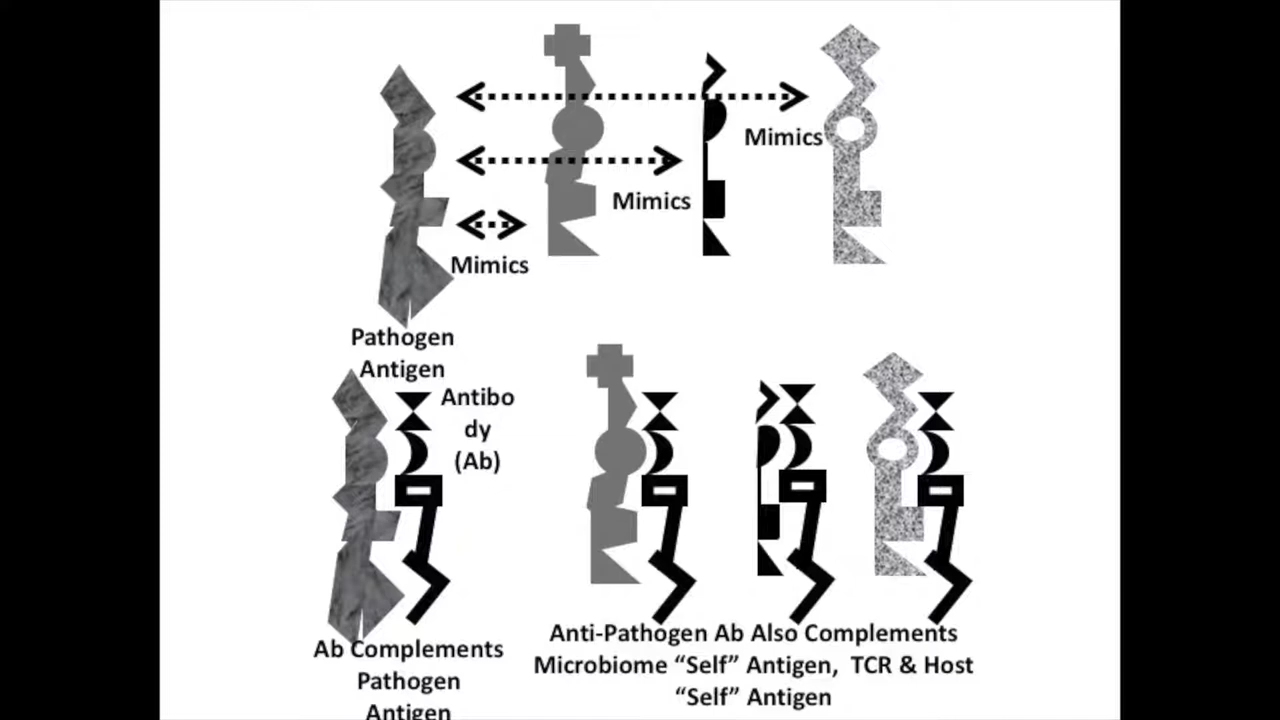 Mimics
Mimics
Mimics
Pathogen
Antigen
Antibo
dy
(Ab)
Ab Complements
Pathogen
Antigen
Anti-Pathogen Ab Also Complements
Microbiome “Self” Antigen, TCR & Host
“Self” Antigen